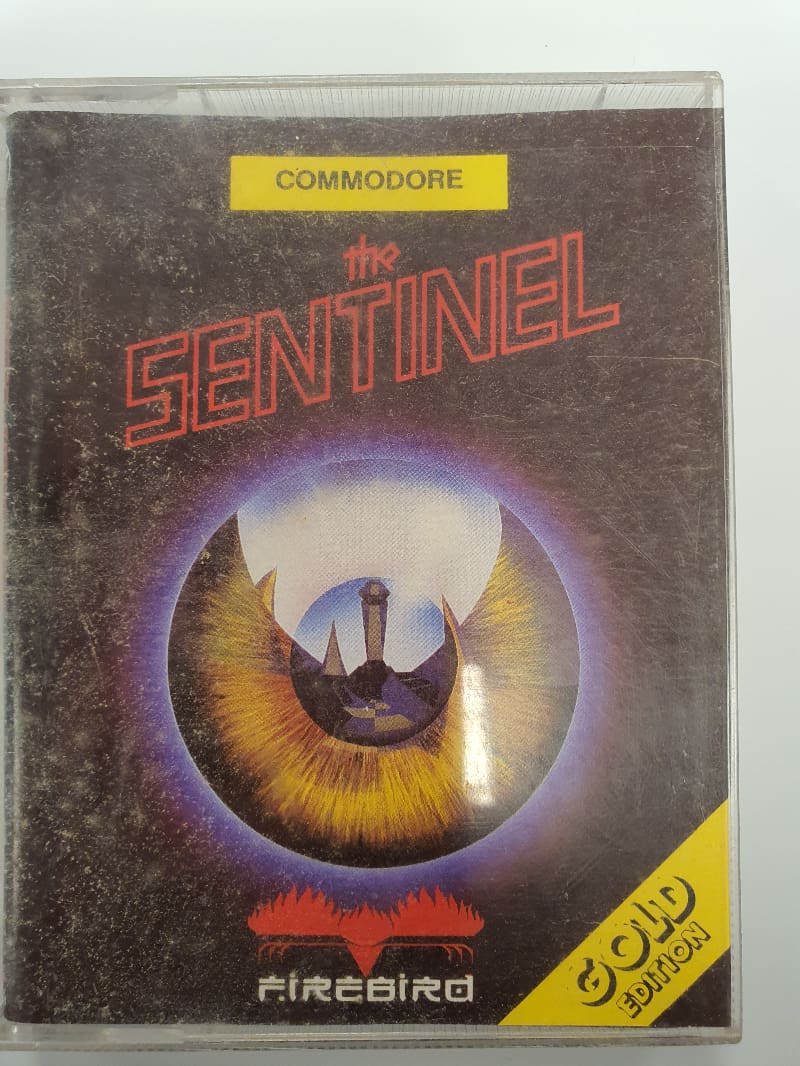 COMMODORE
the
SENTINEL
FIREBIRD
GOLD
EDITION